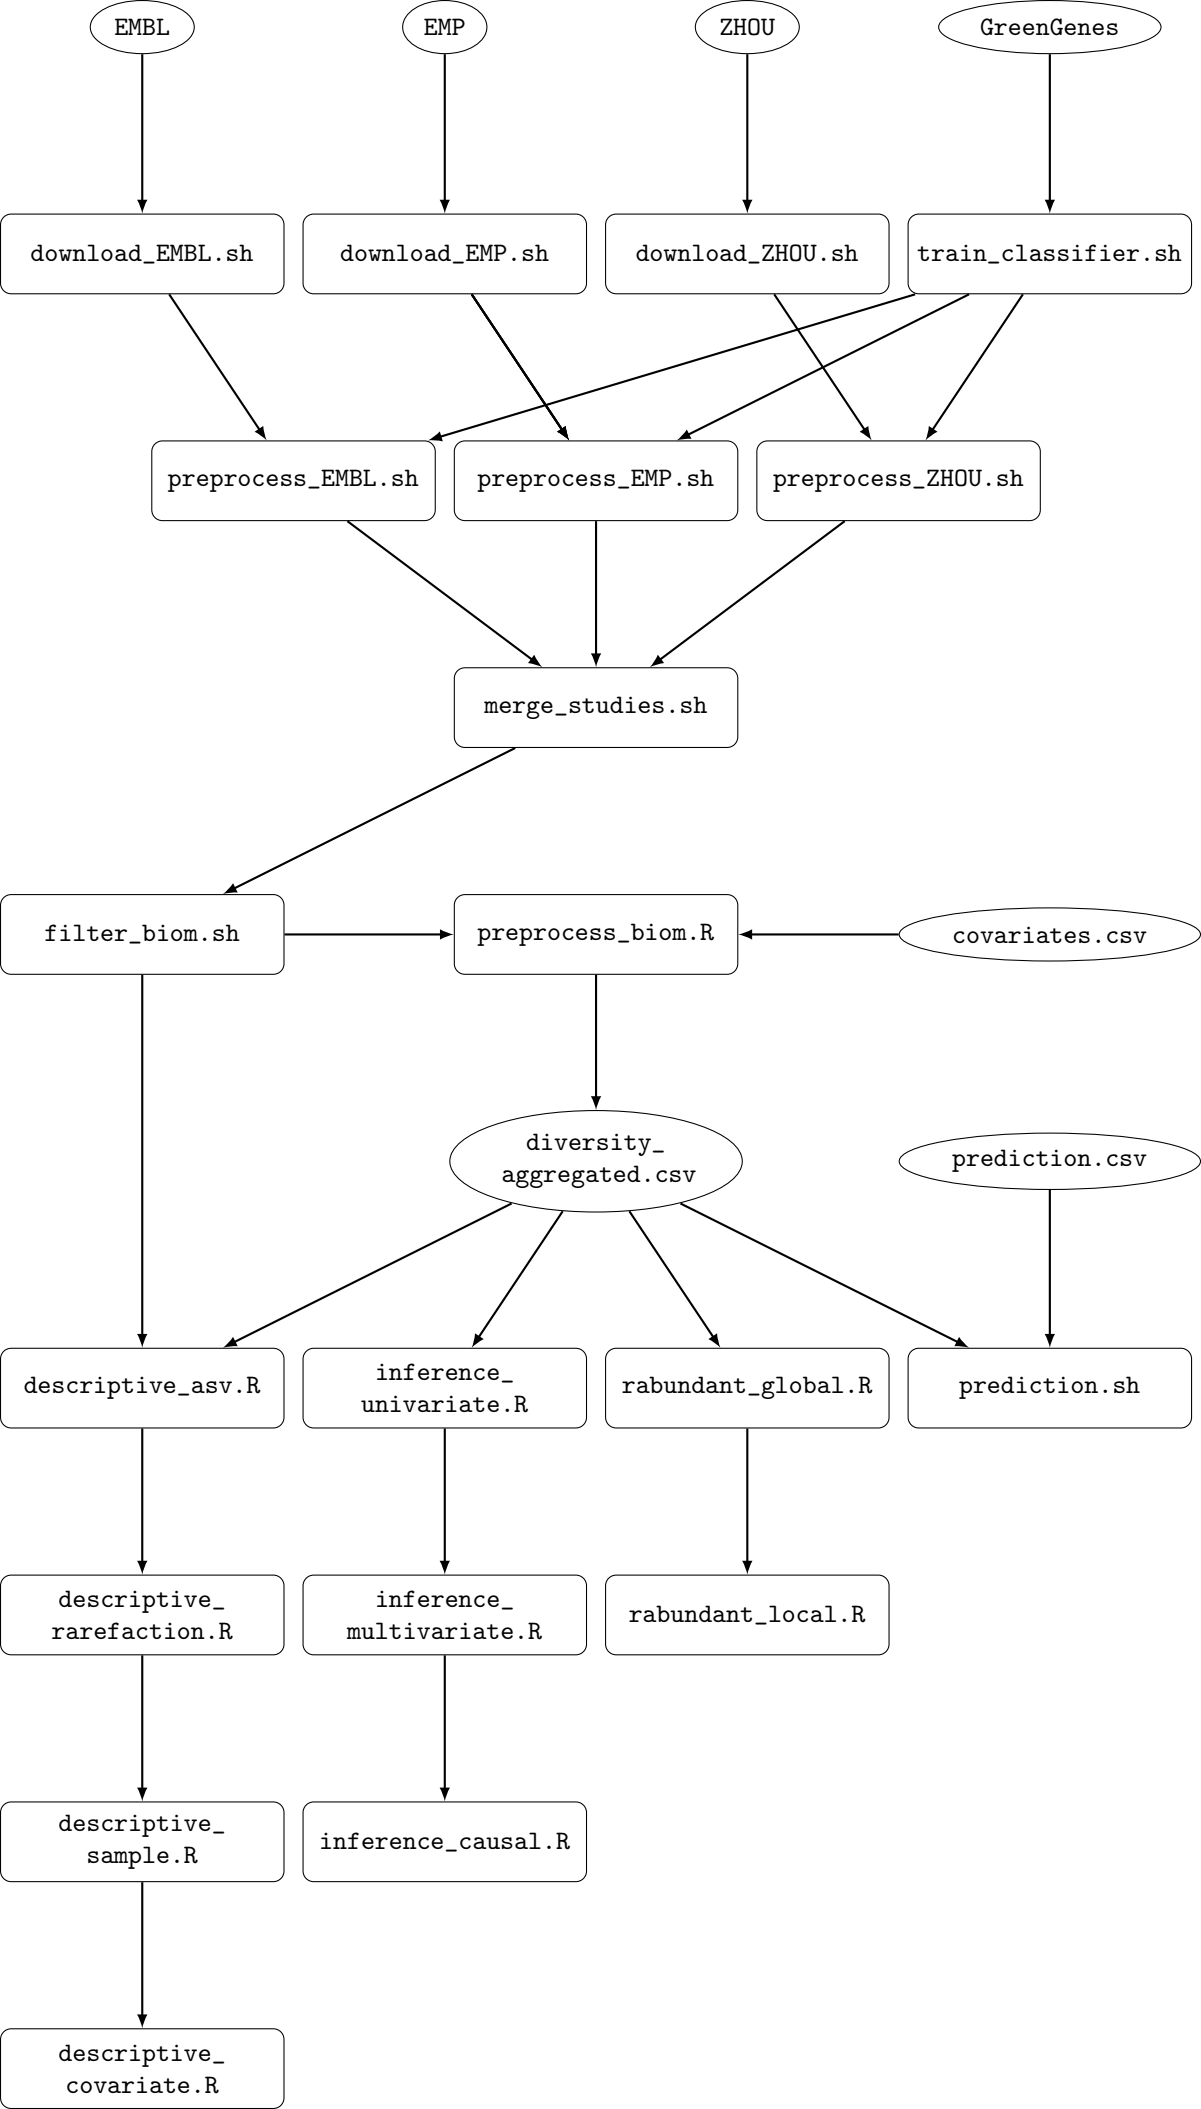 EMBL
EMP
ZHOU
GreenGenes
download_EMBL.sh
download_EMP.sh
download_ZHOU.sh
train_classifier.sh
preprocess_EMBL.sh
preprocess_EMP.sh
preprocess_ZHOU.sh
merge_studies.sh
filter_biom.sh
preprocess_biom.R
covariates.csv
diversity_
aggregated.csv
prediction.csv
descriptive_asv.R
inference_
univariate.R
rabundant_global.R
prediction.sh
descriptive_
rarefaction.R
inference_
multivariate.R
rabundant_local.R
descriptive_
sample.R
inference_causal.R
descriptive_
covariate.R